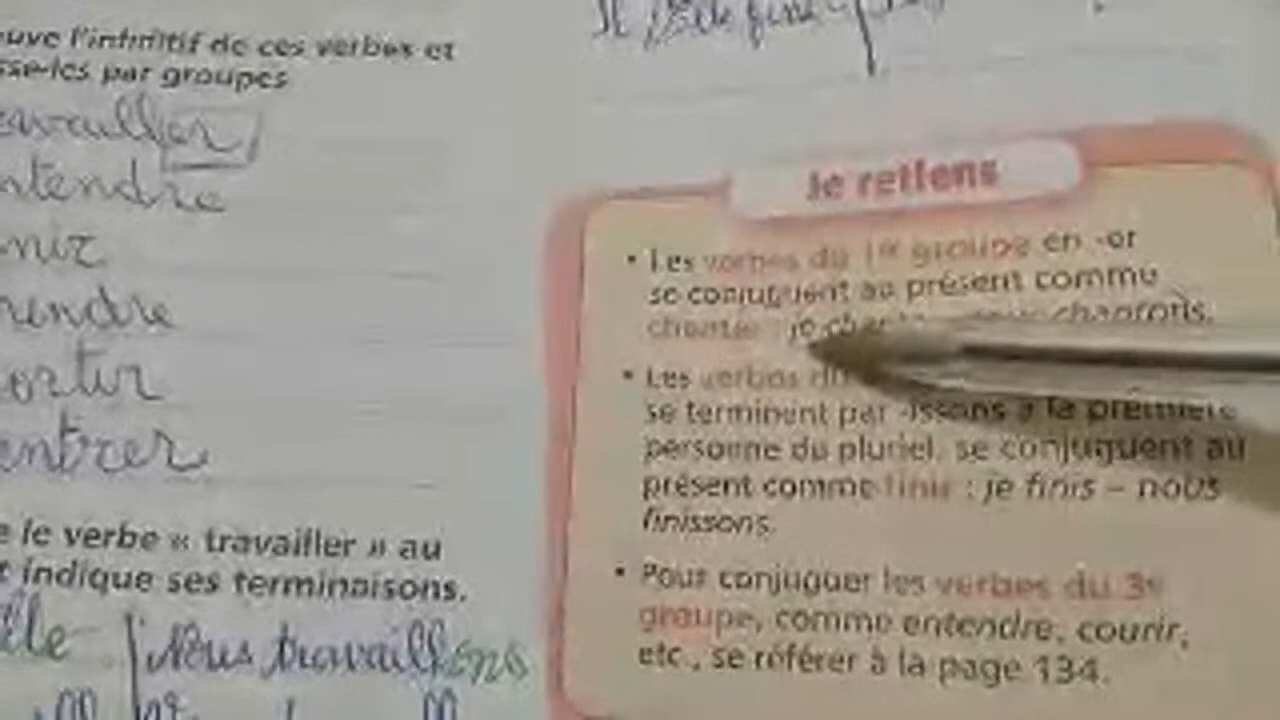 uve l'infinitif de ces verbes et
sse-les par groupes
availler
ntendre
nir
rendre
ortir
entrer
e le verbe « travailler » au
t indique ses terminaisons.
lle Nous travaillons
Je retiens
• Les verbes du 1er groupe en -er
se conjuguent au présent comme
chanter : je chantons.
• Les verbes du
se terminent par -issons à la première
personne du pluriel, se conjuguent au
présent comme finir : je finis – nous
finissons.
• Pour conjuguer les verbes du 3e
groupe, comme entendre, courir,
etc., se référer à la page 134.